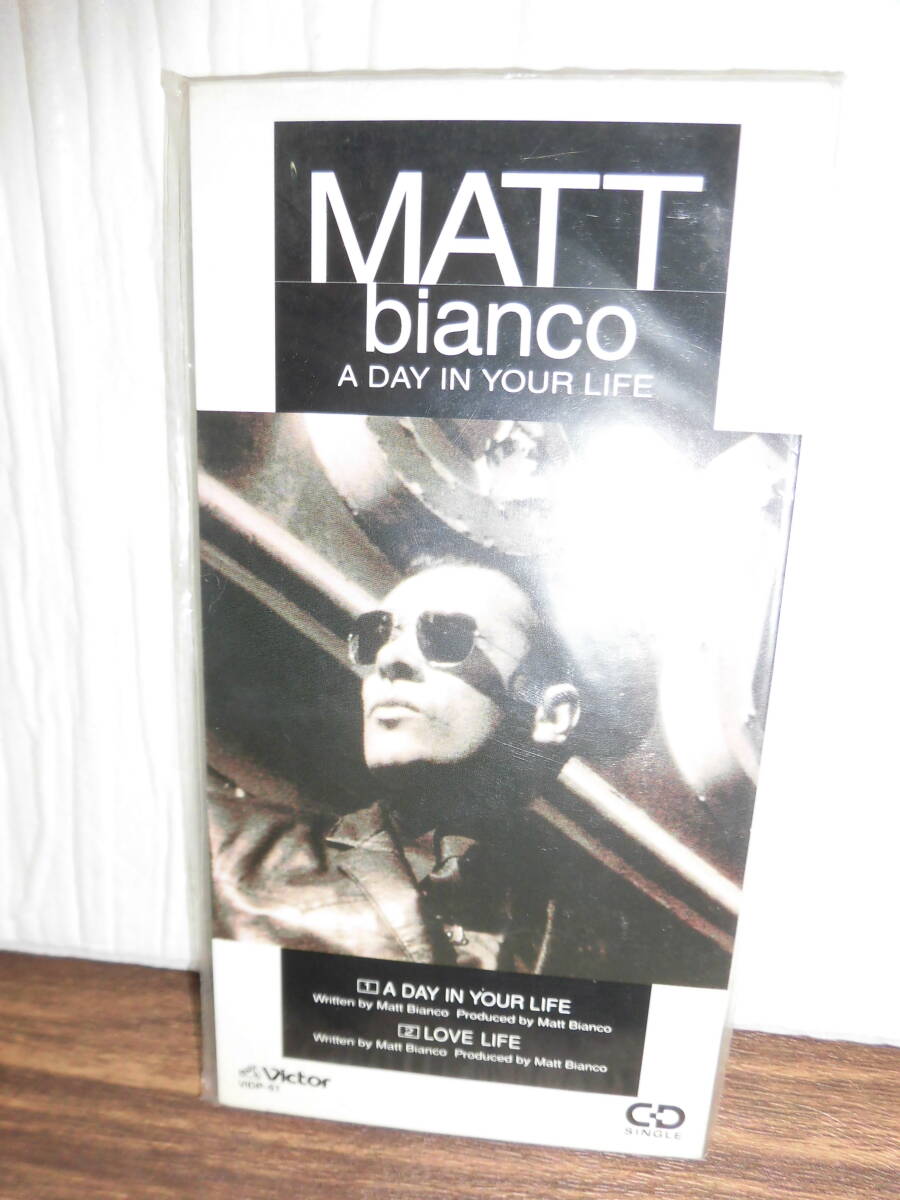 MATT
bianco
A DAY IN YOUR LIFE
1 A DAY IN YOUR LIFE
Written by Matt Bianco Produced by Matt Bianco
2 LOVE LIFE
Written by Matt Bianco Produced by Matt Bianco
Victor
CD
SINGLE